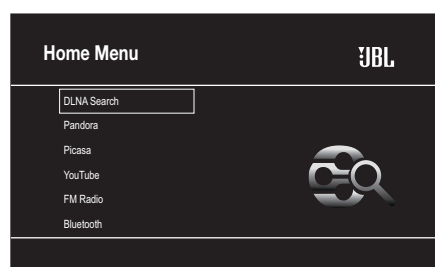 Home Menu
JBL
DLNA Search
Pandora
Picasa
YouTube
FM Radio
Bluetooth